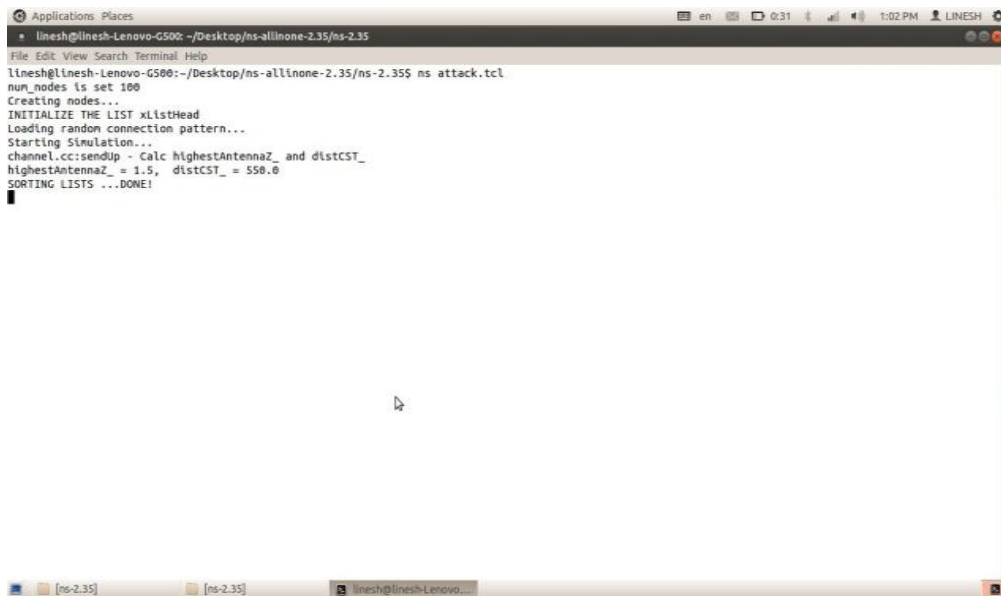 Applications Places en 0:31 1:02 PM LINESH
linesh@linesh-Lenovo-G500: ~/Desktop/ns-allinone-2.35/ns-2.35
File Edit View Search Terminal Help
linesh@linesh-Lenovo-G500:~/Desktop/ns-allinone-2.35/ns-2.35$ ns attack.tcl
num_nodes is set 100
Creating nodes...
INITIALIZE THE LIST xListHead
Loading random connection pattern...
Starting Simulation...
channel.cc:sendUp - Calc highestAntennaZ_ and distCST_
highestAntennaZ_ = 1.5,  distCST_ = 550.0
SORTING LISTS ...DONE!
[ns-2.35] [ns-2.35] linesh@linesh-Lenovo...